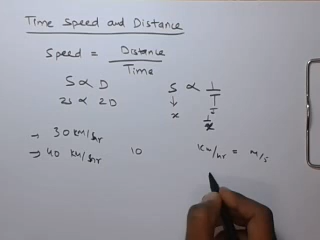 Time Speed and Distance
Speed = Distance / Time
S ∝ D S ∝ 1/T
2S ∝ 2D ↓ ↓
x 1/x
→ 30 KM/hr
→ 40 KM/hr 10 KM/hr = M/s